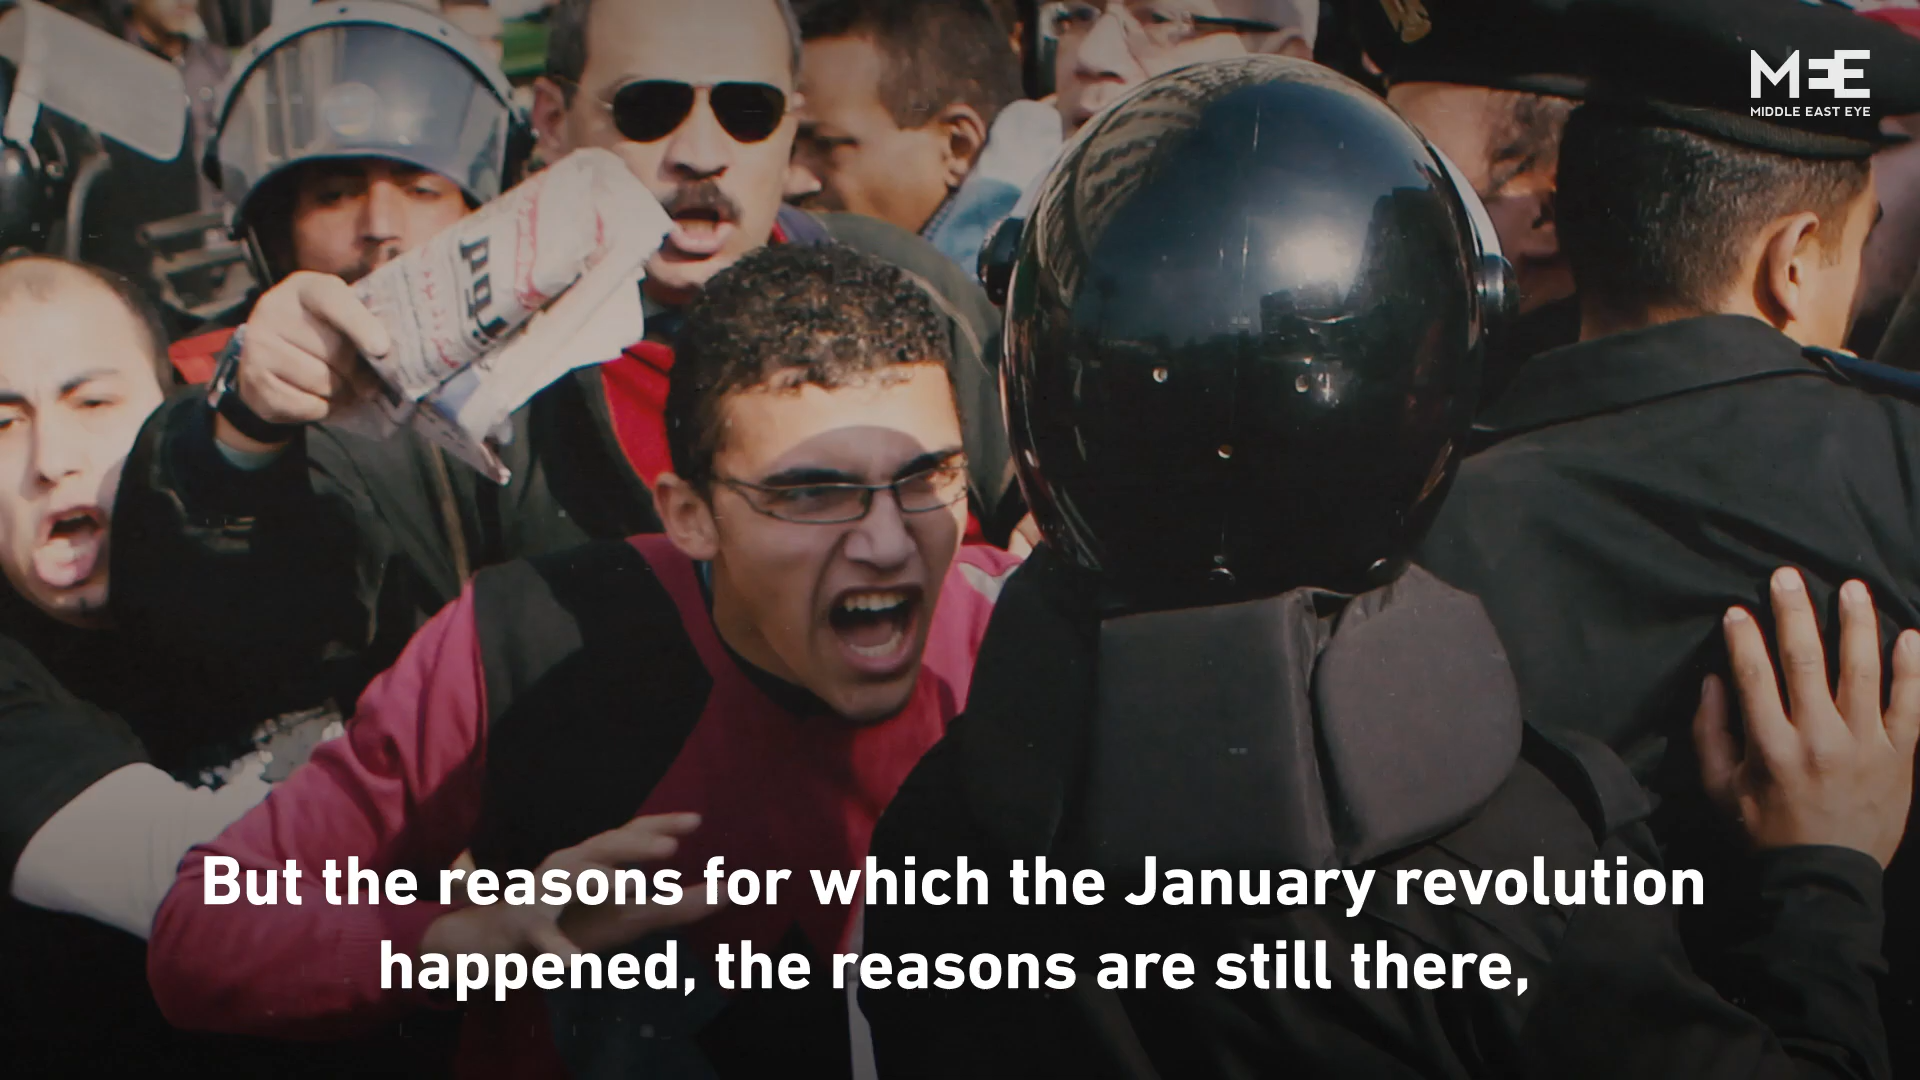 MEE
MIDDLE EAST EYE
But the reasons for which the January revolution
happened, the reasons are still there,